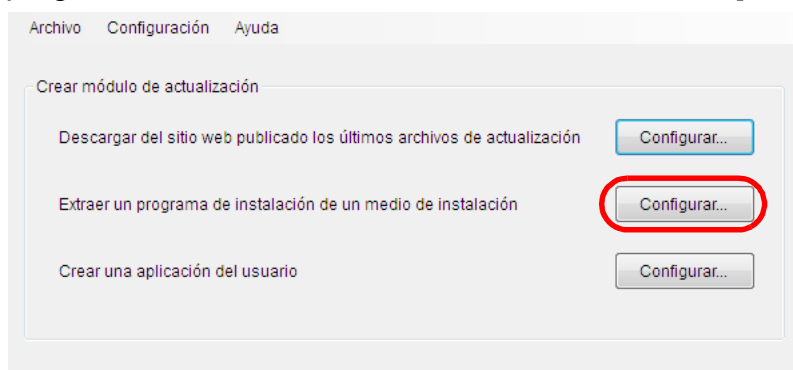 Archivo Configuración Ayuda
Crear módulo de actualización
Descargar del sitio web publicado los últimos archivos de actualización Configurar...
Extraer un programa de instalación de un medio de instalación Configurar...
Crear una aplicación del usuario Configurar...